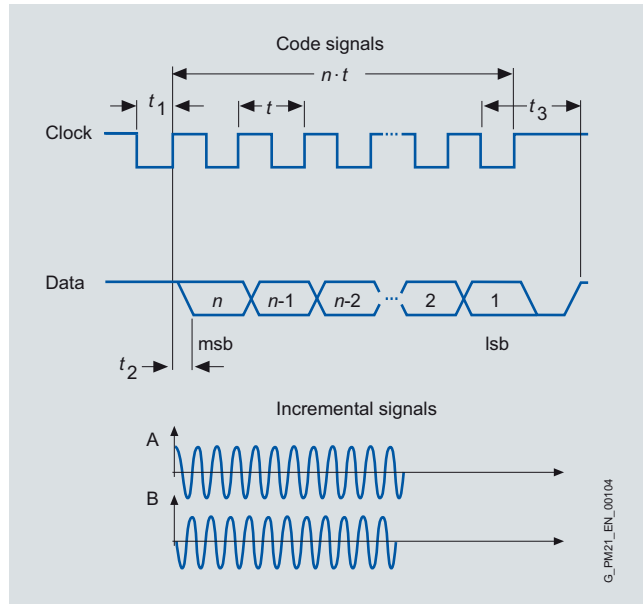 Code signals
n·t
t1 t t3
Clock
Data
n n-1 n-2 2 1
msb lsb
t2
Incremental signals
A
B
G_PM21_EN_00104